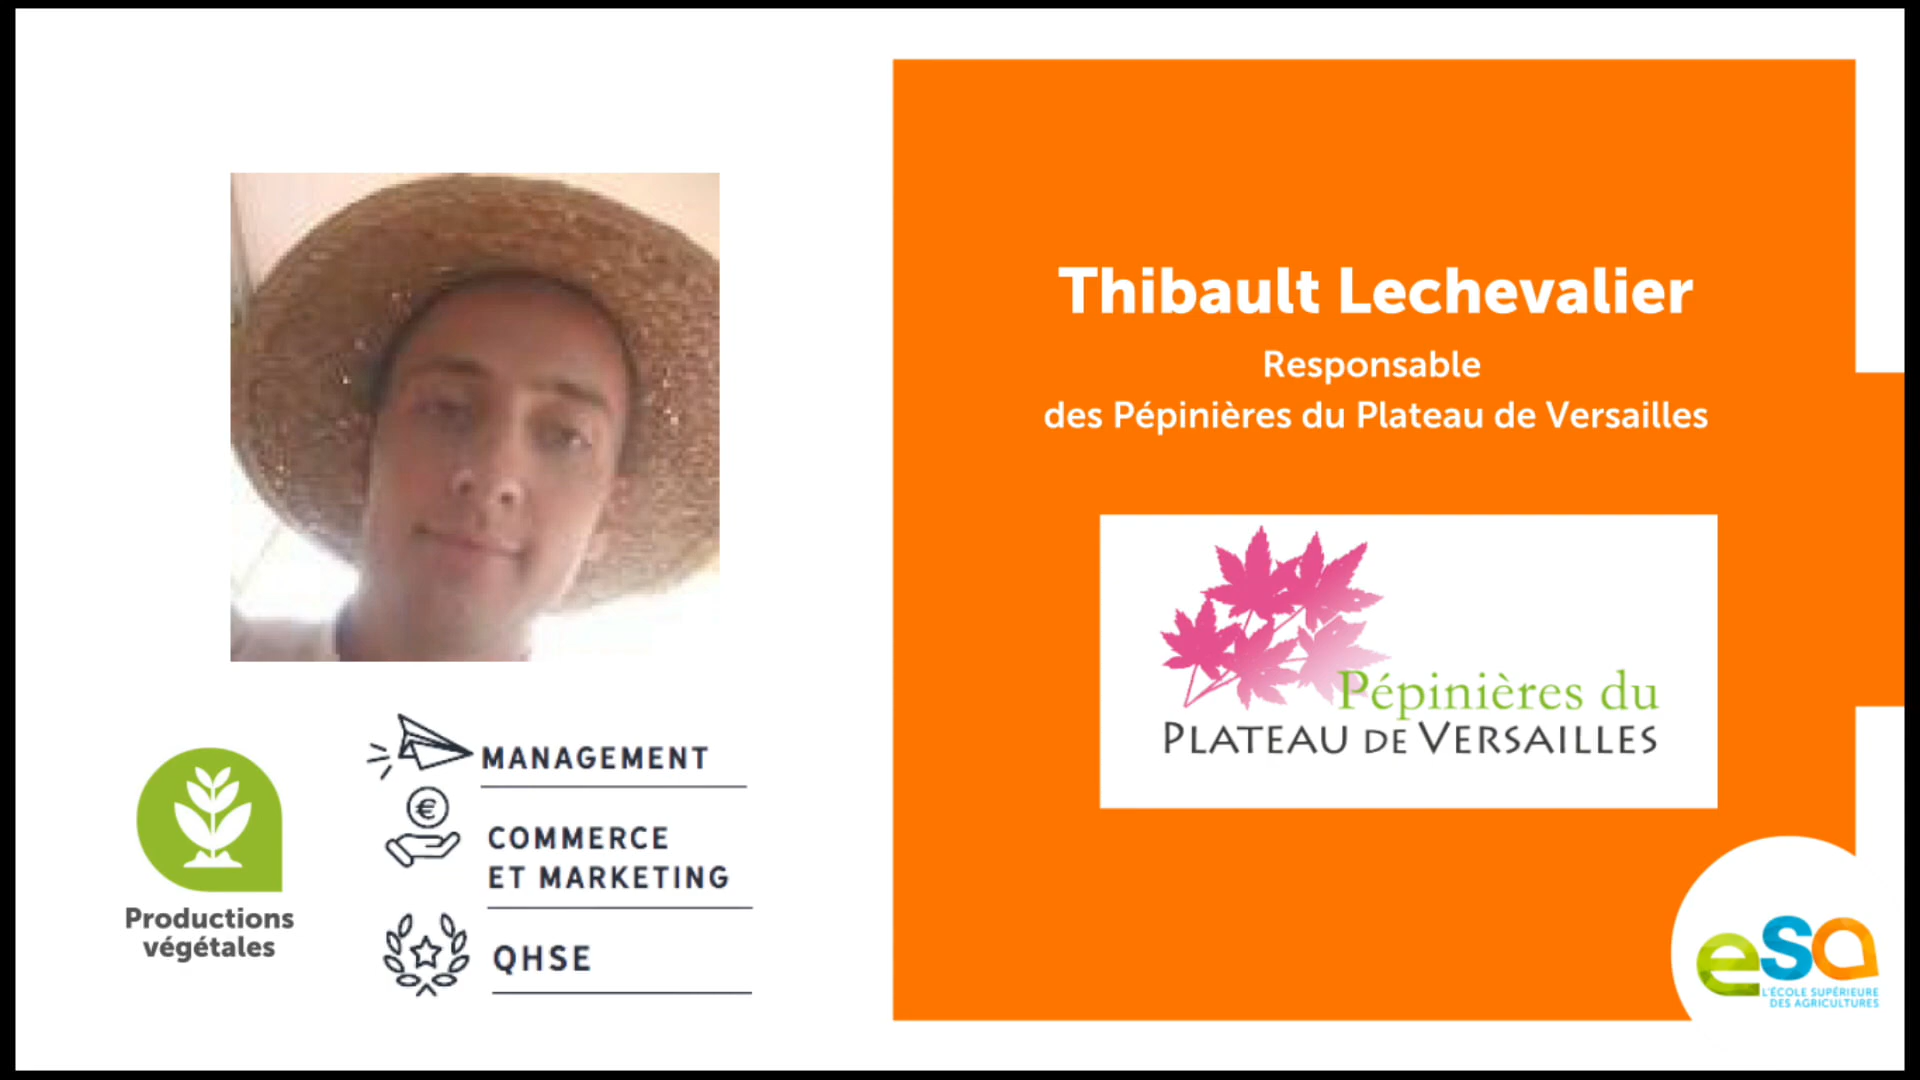 Thibault Lechevalier
Responsable
des Pépinières du Plateau de Versailles
Pépinières du
PLATEAU DE VERSAILLES
MANAGEMENT
€
COMMERCE
ET MARKETING
QHSE
Productions
végétales
esa
L'ÉCOLE SUPÉRIEURE
DES AGRICULTURES